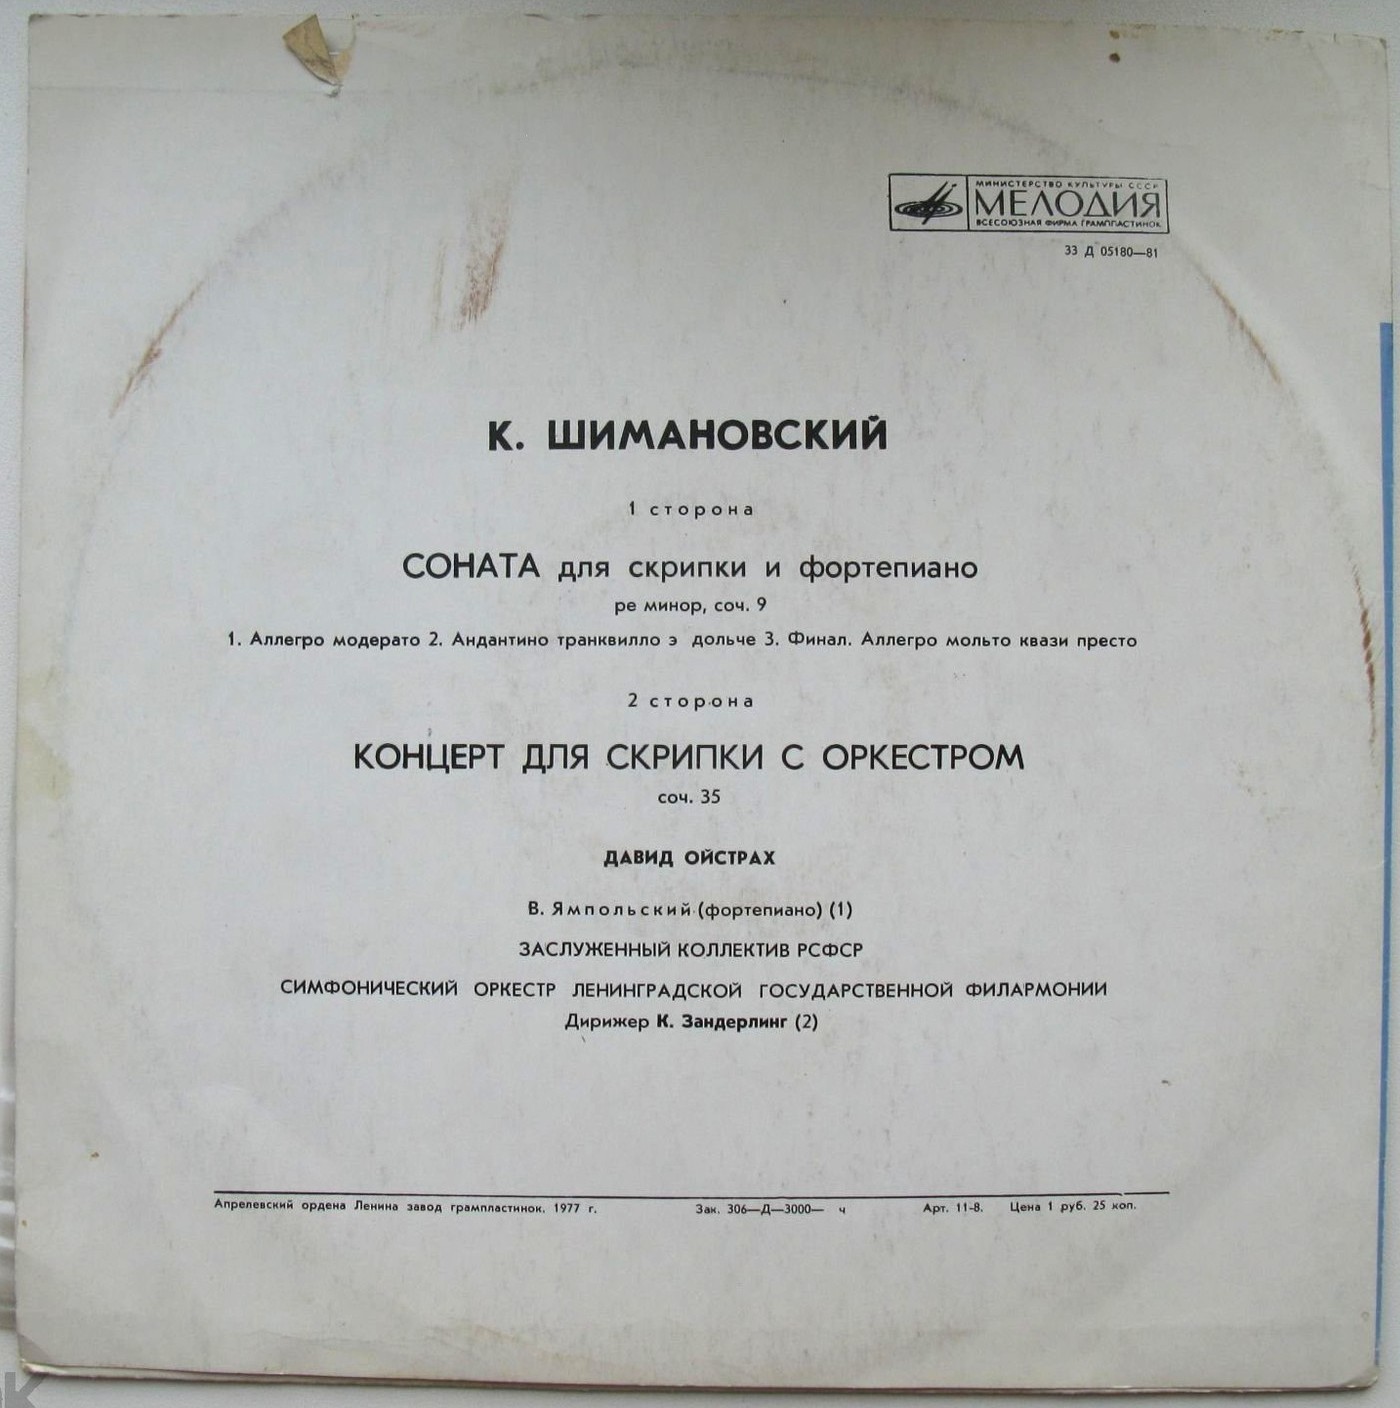 МИНИСТЕРСТВО КУЛЬТУРЫ СССР
МЕЛОДИЯ
ВСЕСОЮЗНАЯ ФИРМА ГРАМПЛАСТИНОК
33 Д 05180—81
К. ШИМАНОВСКИЙ
1 сторона
СОНАТА для скрипки и фортепиано
ре минор, соч. 9
1. Аллегро модерато 2. Андантино транквилло э дольче 3. Финал. Аллегро мольто квази престо
2 сторона
КОНЦЕРТ ДЛЯ СКРИПКИ С ОРКЕСТРОМ
соч. 35
ДАВИД ОЙСТРАХ
В. Ямпольский (фортепиано) (1)
ЗАСЛУЖЕННЫЙ КОЛЛЕКТИВ РСФСР
СИМФОНИЧЕСКИЙ ОРКЕСТР ЛЕНИНГРАДСКОЙ ГОСУДАРСТВЕННОЙ ФИЛАРМОНИИ
Дирижер К. Зандерлинг (2)
Апрелевский ордена Ленина завод грампластинок. 1977 г. Зак. 306—Д—3000— ч Арт. 11-8. Цена 1 руб. 25 коп.